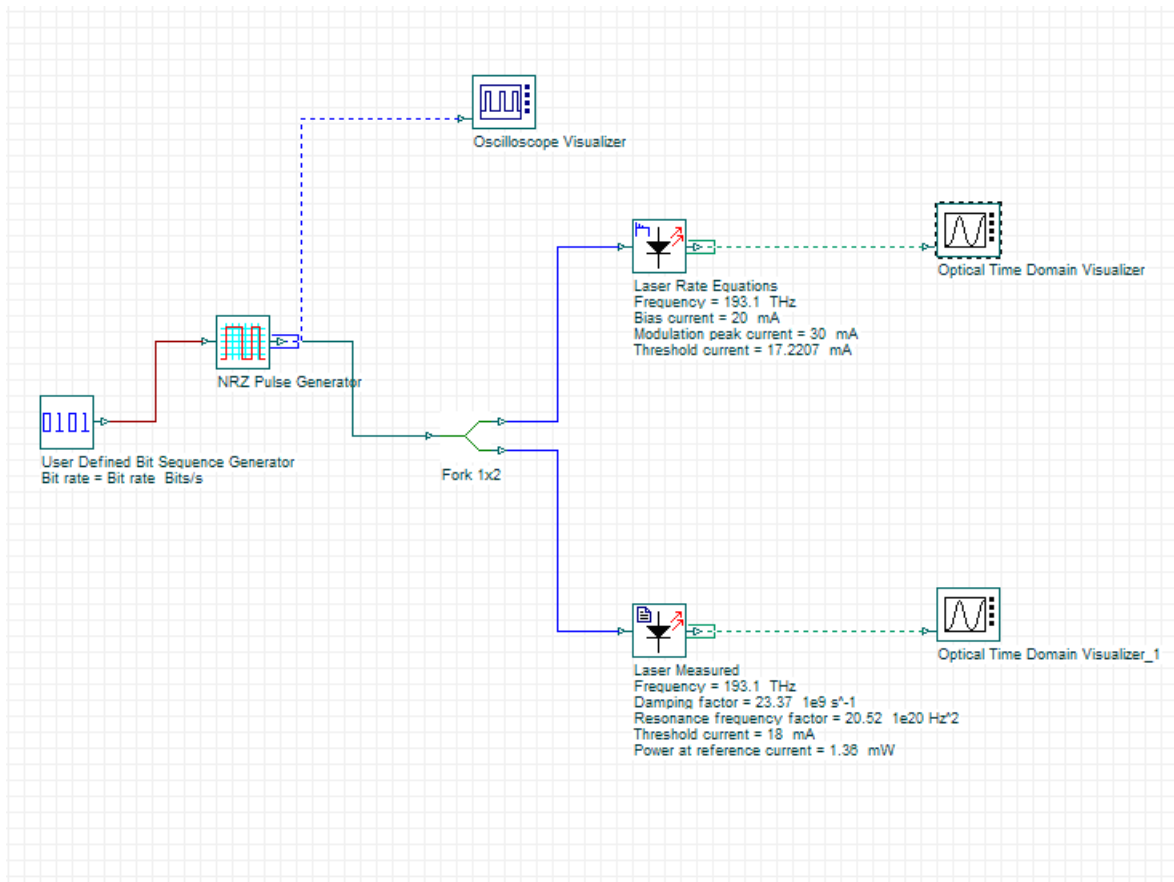 Oscilloscope Visualizer
Optical Time Domain Visualizer
Laser Rate Equations
Frequency = 193.1 THz
Bias current = 20 mA
Modulation peak current = 30 mA
Threshold current = 17.2207 mA
NRZ Pulse Generator
0101
User Defined Bit Sequence Generator
Bit rate = Bit rate Bits/s
Fork 1x2
Laser Measured
Frequency = 193.1 THz
Damping factor = 23.37 1e9 s^-1
Resonance frequency factor = 20.52 1e20 Hz^2
Threshold current = 18 mA
Power at reference current = 1.36 mW
Optical Time Domain Visualizer_1